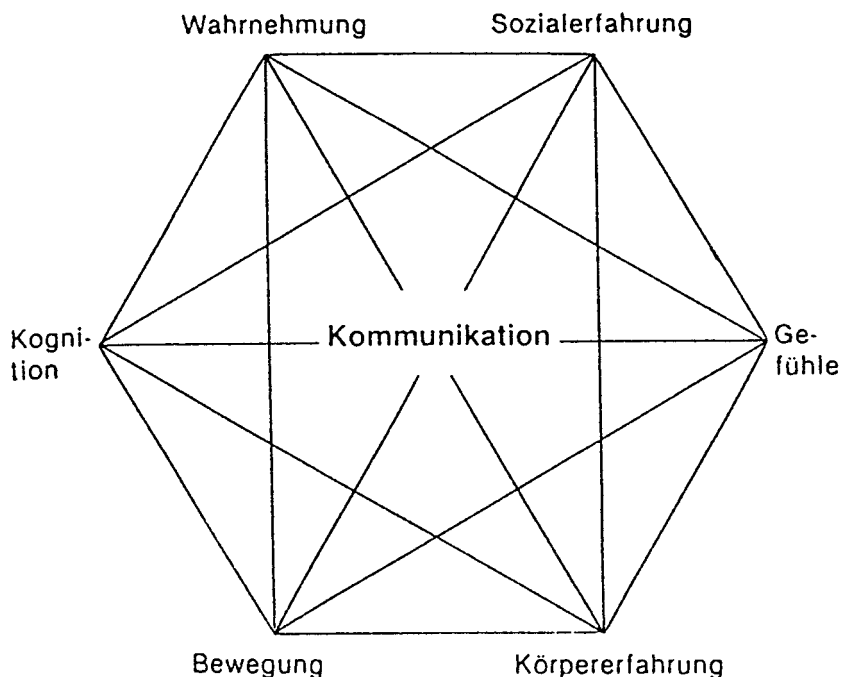 Wahrnehmung
Sozialerfahrung
Kogni-
tion
Kommunikation
Ge-
fühle
Bewegung
Körpererfahrung